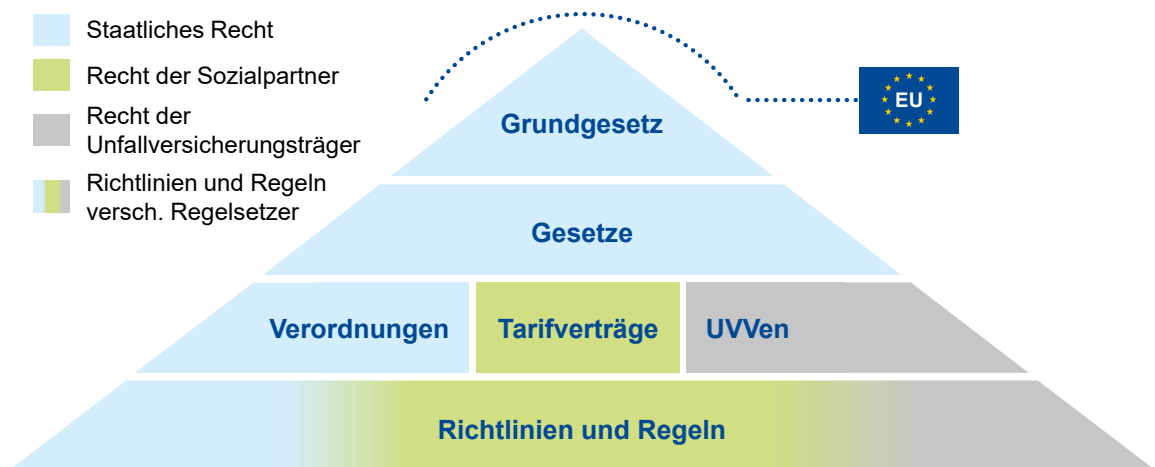 Staatliches Recht
Recht der Sozialpartner
Recht der
Unfallversicherungsträger
Richtlinien und Regeln
versch. Regelsetzer
EU
Grundgesetz
Gesetze
Verordnungen
Tarifverträge
UVVen
Richtlinien und Regeln